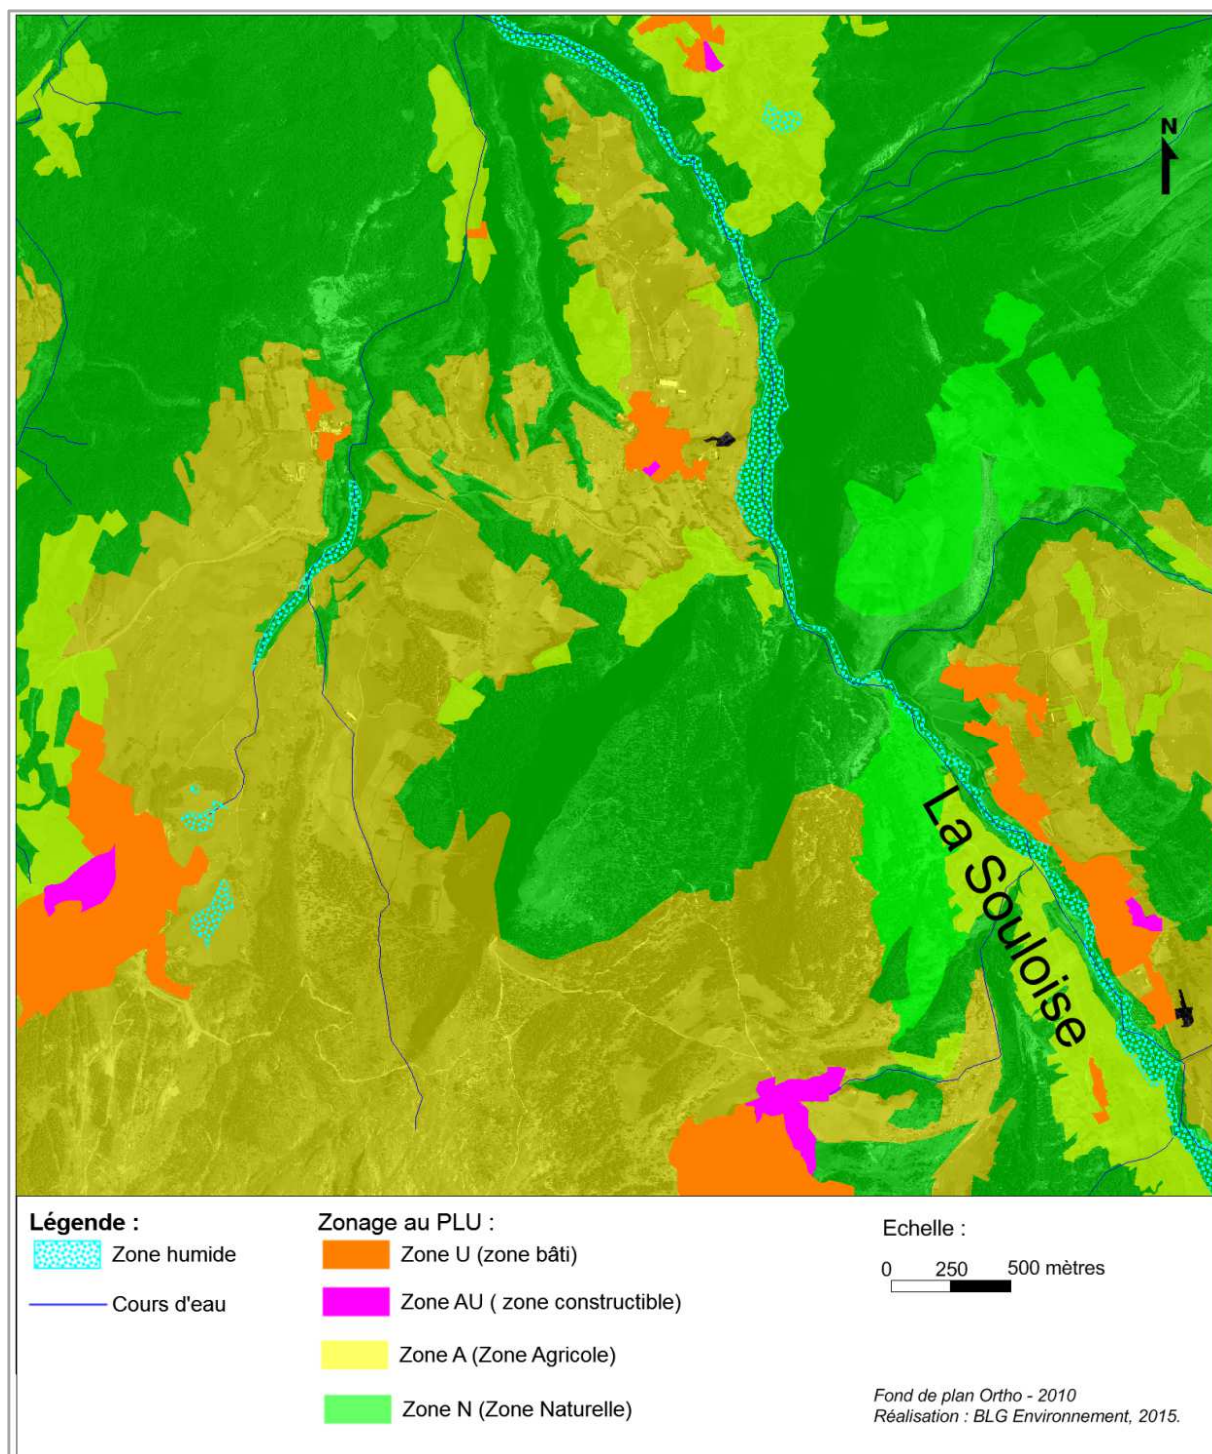 N
La Souloise
Légende :
Zone humide
Cours d'eau
Zonage au PLU :
Zone U (zone bâti)
Zone AU ( zone constructible)
Zone A (Zone Agricole)
Zone N (Zone Naturelle)
Echelle :
0 250 500 mètres
Fond de plan Ortho - 2010
Réalisation : BLG Environnement, 2015.